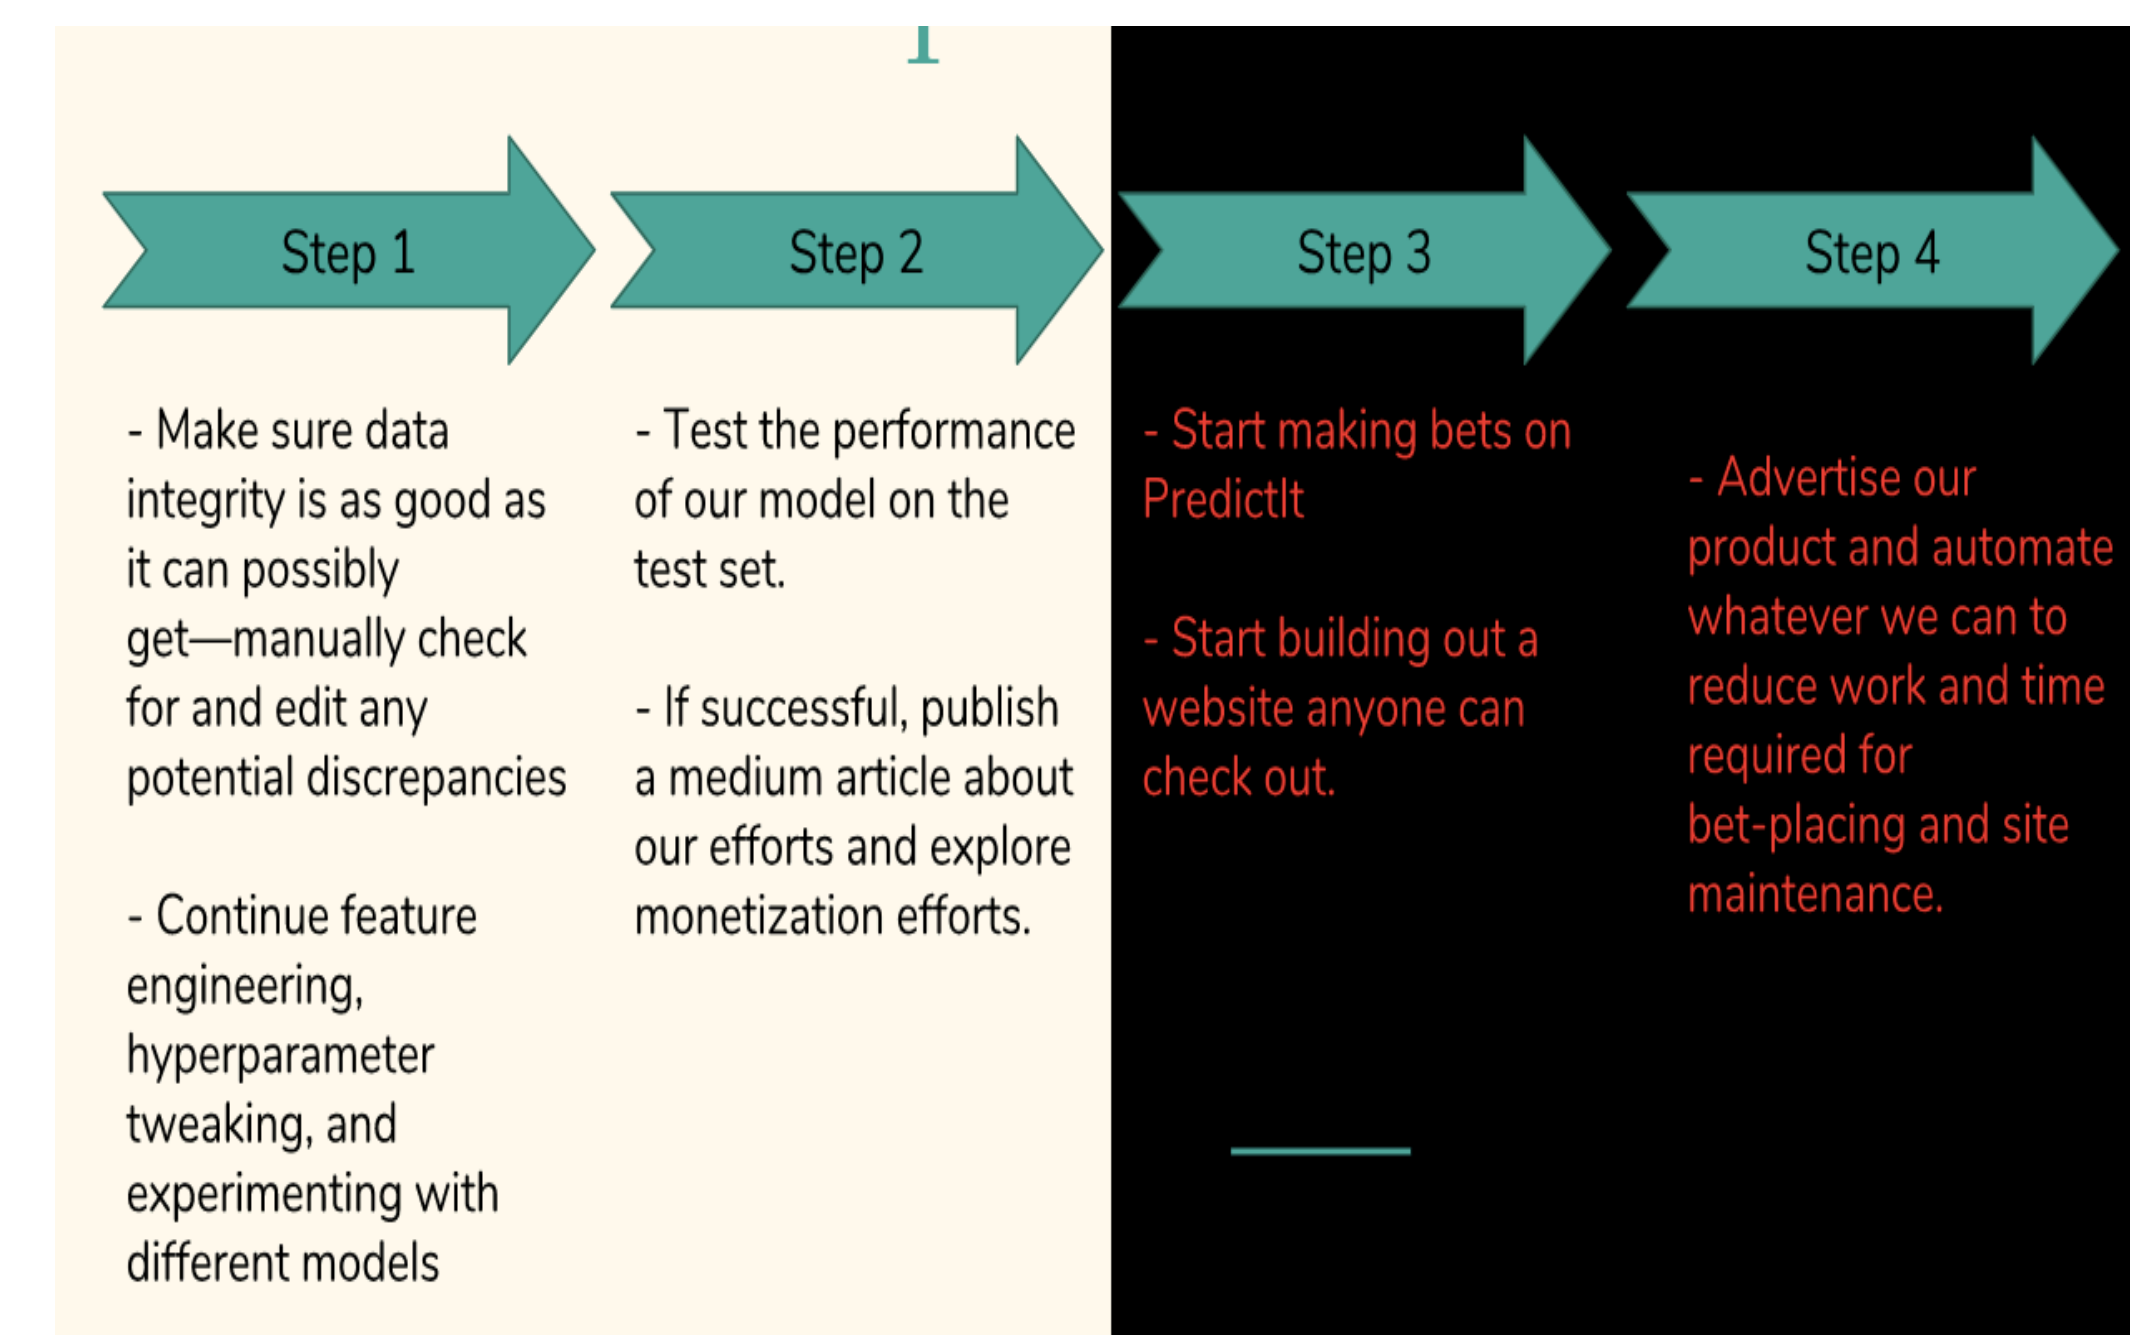 Step 1
Step 2
Step 3
Step 4
- Make sure data
integrity is as good as
it can possibly
get—manually check
for and edit any
potential discrepancies
- Continue feature
engineering,
hyperparameter
tweaking, and
experimenting with
different models
- Test the performance
of our model on the
test set.
- If successful, publish
a medium article about
our efforts and explore
monetization efforts.
- Start making bets on
PredictIt
- Start building out a
website anyone can
check out.
- Advertise our
product and automate
whatever we can to
reduce work and time
required for
bet-placing and site
maintenance.